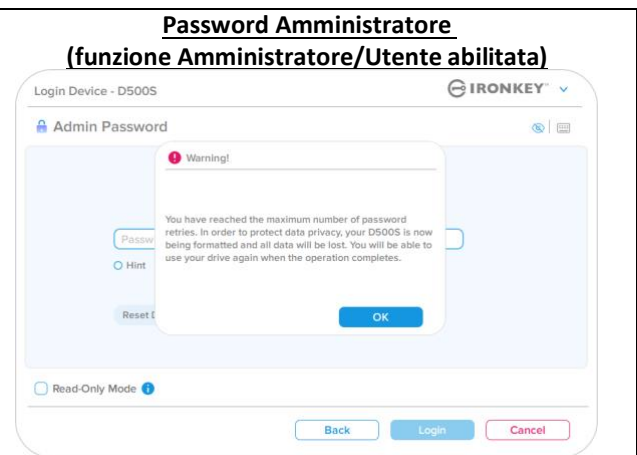 Password Amministratore
(funzione Amministratore/Utente abilitata)
Login Device - D500S
IRONKEY™
Admin Password
Warning!
You have reached the maximum number of password
retries. In order to protect data privacy, your D500S is now
being formatted and all data will be lost. You will be able to
use your drive again when the operation completes.
Passw
Hint
Reset D
OK
Read-Only Mode
Back Login Cancel